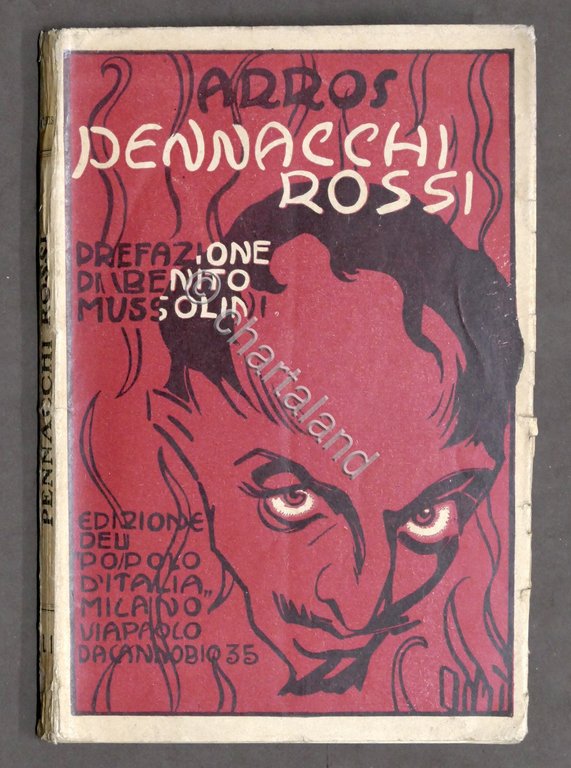 ARROS
PENNACCHI
ROSSI
PREFAZIONE
DI BENITO
MUSSOLINI
© chartaland
EDIZIONE
DEL
"POPOLO
D'ITALIA"
MILANO
VIA PAOLO
DA CANNOBIO 35
PENNACCHI ROSSI